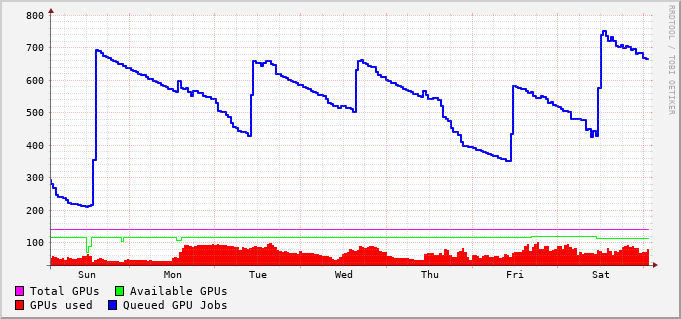 800
700
600
500
400
300
200
100
Sun Mon Tue Wed Thu Fri Sat
RRDTOOL / TOBI OETIKER
Total GPUs Available GPUs
GPUs used Queued GPU Jobs